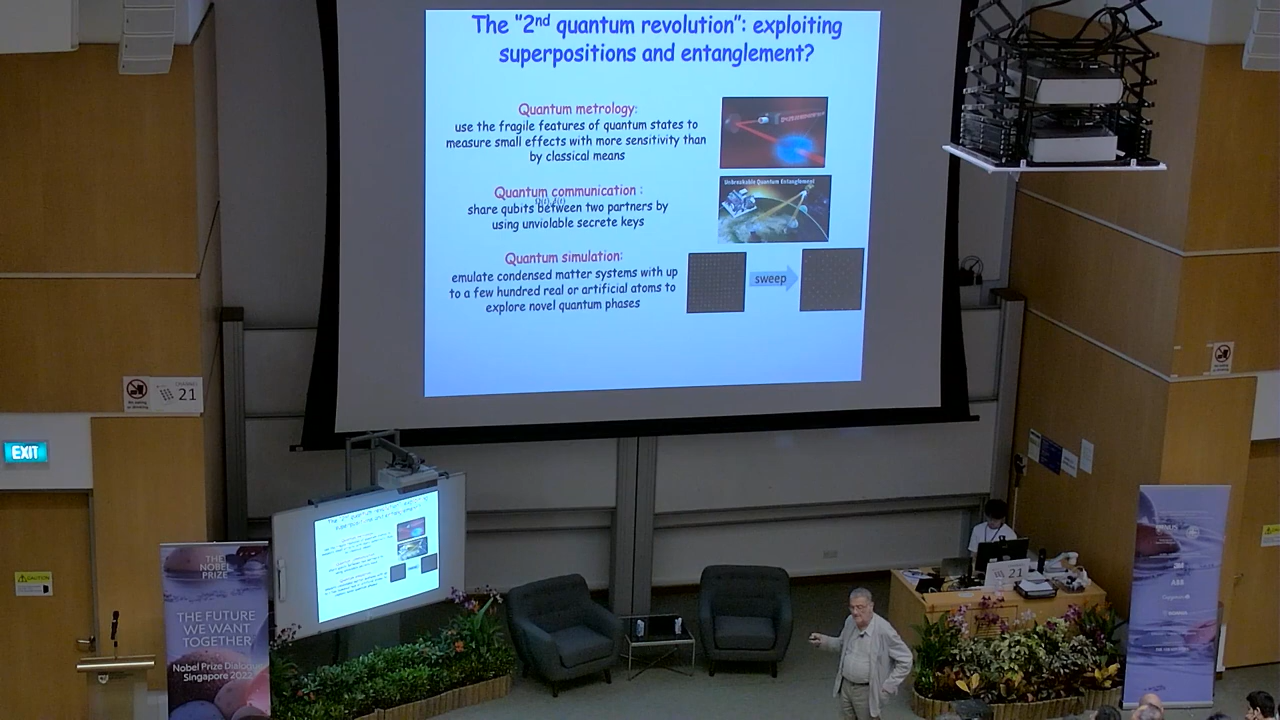 The "2nd quantum revolution": exploiting
superpositions and entanglement?
Quantum metrology:
use the fragile features of quantum states to
measure small effects with more sensitivity than
by classical means
Quantum communication :
share qubits between two partners by
using unviolable secrete keys
Unbreakable Quantum Entanglement
Quantum simulation:
emulate condensed matter systems with up
to a few hundred real or artificial atoms to
explore novel quantum phases
sweep
21
EXIT
CAUTION
THE
NOBEL
PRIZE
THE FUTURE
WE WANT
TOGETHER
Nobel Prize Dialogue
Singapore 2022
21
3M
ABB